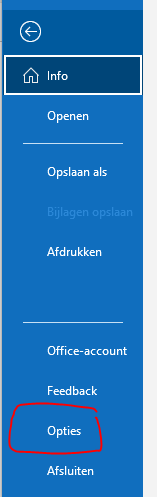 Info
Openen
Opslaan als
Bijlagen opslaan
Afdrukken
Office-account
Feedback
Opties
Afsluiten